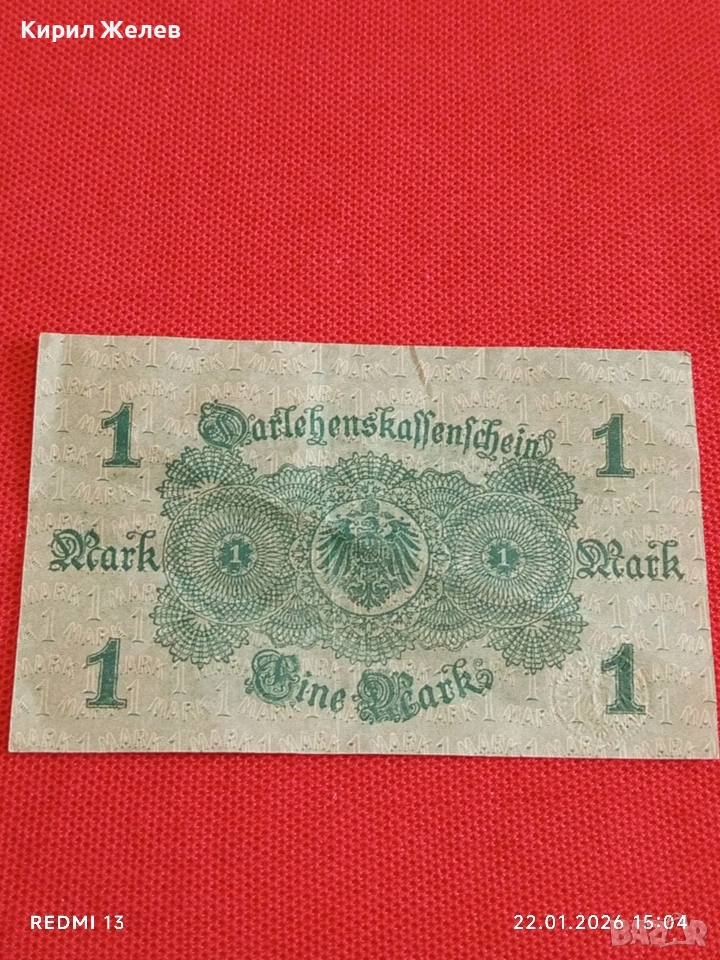 Кирил Желев
1 1
Darlehenskassenschein
Mark 1 1 Mark
1 1
Eine Mark
REDMI 13
22.01.2026 15:04
BAZAR